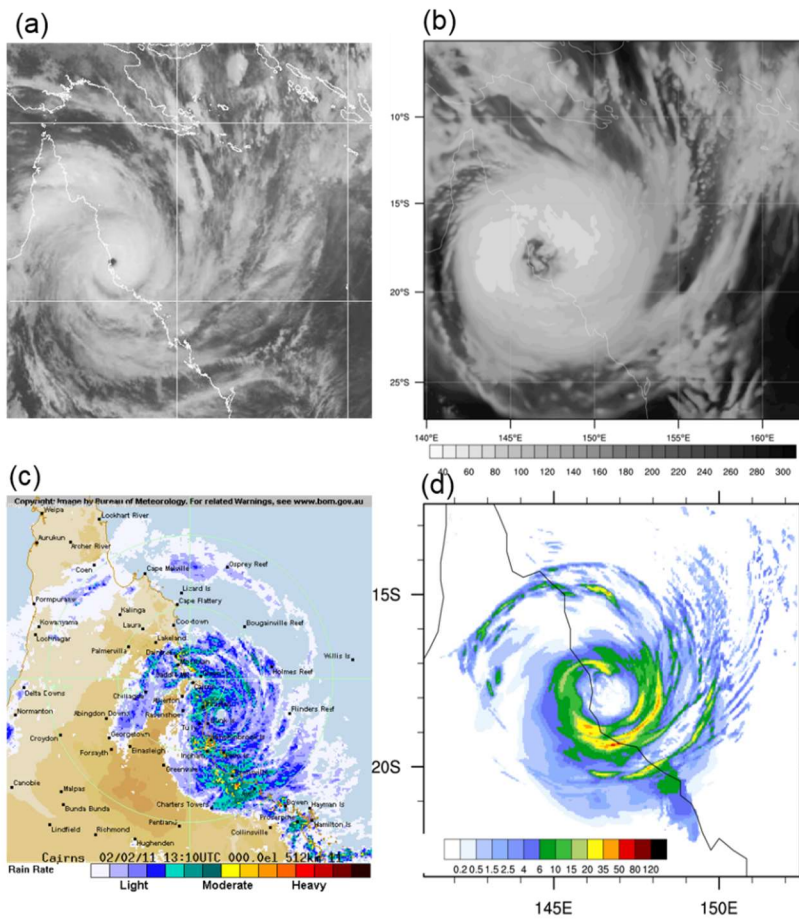 (a)
(b)
10°S
15°S
20°S
25°S
140°E 145°E 150°E 155°E 160°E
40 60 80 100 120 140 160 180 200 220 240 260 280 300
(c)
Copyright: Image by Bureau of Meteorology. For related Warnings, see www.bom.gov.au
Weipa
Lockhart River
Aurukun
Archer River
Coen
Cape Melville
Osprey Reef
Lizard Is
Pormpuraaw
Kalinga
Cape Flattery
Kowanyama
Laura
Cooktown
Bougainville Reef
Lochnagar
Palmerville
Lakeland
Willis Is
Holmes Reef
Delta Downs
Chillagoe
Normanton
Abingdon Downs
Ravenshoe
Flinders Reef
Georgetown
Croydon
Forsayth
Einasleigh
Canobie
Malpas
Charters Towers
Bowen
Hayman Is
Bunda Bunda
Pentland
Proserpine
Hamilton Is
Lindfield
Richmond
Collinsville
Hughenden
Cairns 02/02/11 13:10UTC 000.0el 512km
Rain Rate
Light Moderate Heavy
(d)
15S
20S
0.2 0.5 1.5 2.5 4 6 10 15 20 35 50 80 120
145E 150E